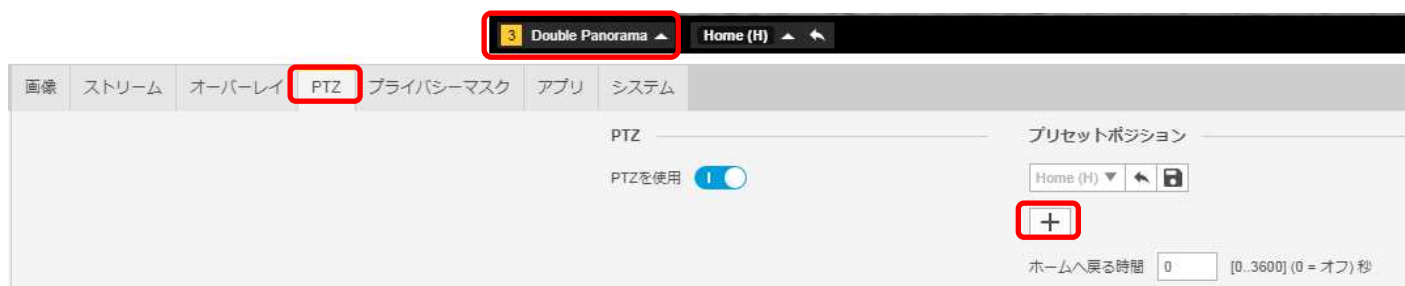 3 Double Panorama ▲ Home (H) ▲
画像 ストリーム オーバーレイ PTZ プライバシーマスク アプリ システム
PTZ プリセットポジション
PTZを使用 Home (H) ▼
+
ホームへ戻る時間 0 [0..3600] (0 = オフ) 秒